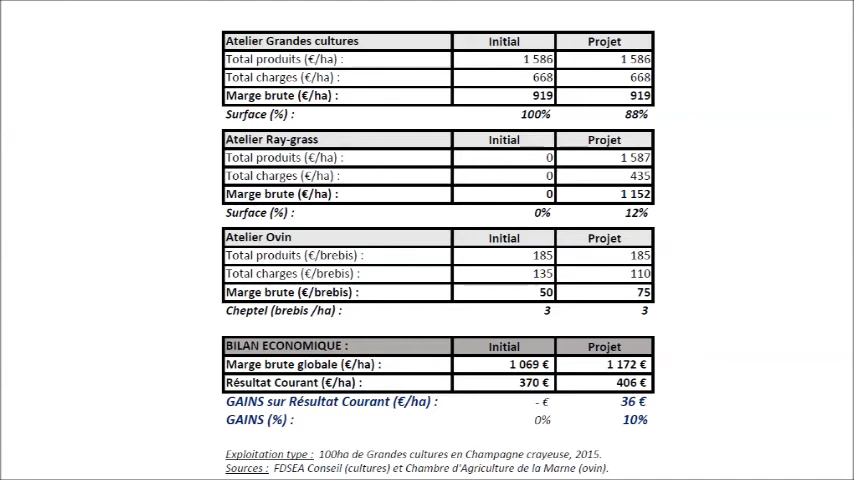 Atelier Grandes cultures Initial Projet
Total produits (€/ha) : 1 586 1 586
Total charges (€/ha) : 668 668
Marge brute (€/ha) : 919 919
Surface (%) : 100% 88%
Atelier Ray-grass Initial Projet
Total produits (€/ha) : 0 1 587
Total charges (€/ha) : 0 435
Marge brute (€/ha) : 0 1 152
Surface (%) : 0% 12%
Atelier Ovin Initial Projet
Total produits (€/brebis) : 185 185
Total charges (€/brebis) : 135 110
Marge brute (€/brebis) : 50 75
Cheptel (brebis /ha) : 3 3
BILAN ECONOMIQUE : Initial Projet
Marge brute globale (€/ha) : 1 069 € 1 172 €
Résultat Courant (€/ha) : 370 € 406 €
GAINS sur Résultat Courant (€/ha) : - € 36 €
GAINS (%) : 0% 10%
Exploitation type : 100ha de Grandes cultures en Champagne crayeuse, 2015.
Sources : FDSEA Conseil (cultures) et Chambre d'Agriculture de la Marne (ovin).